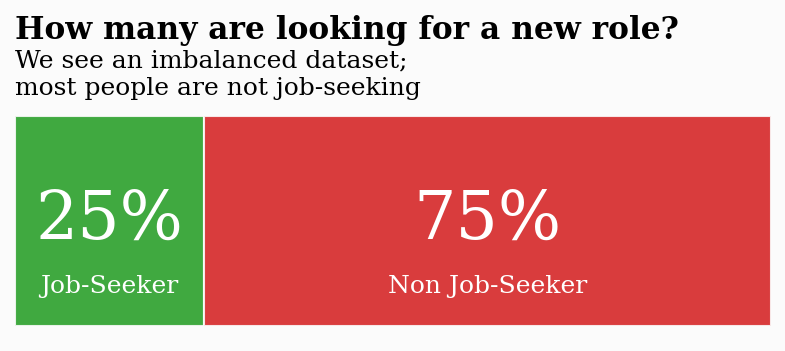 How many are looking for a new role?
We see an imbalanced dataset;
most people are not job-seeking
25%
Job-Seeker
75%
Non Job-Seeker